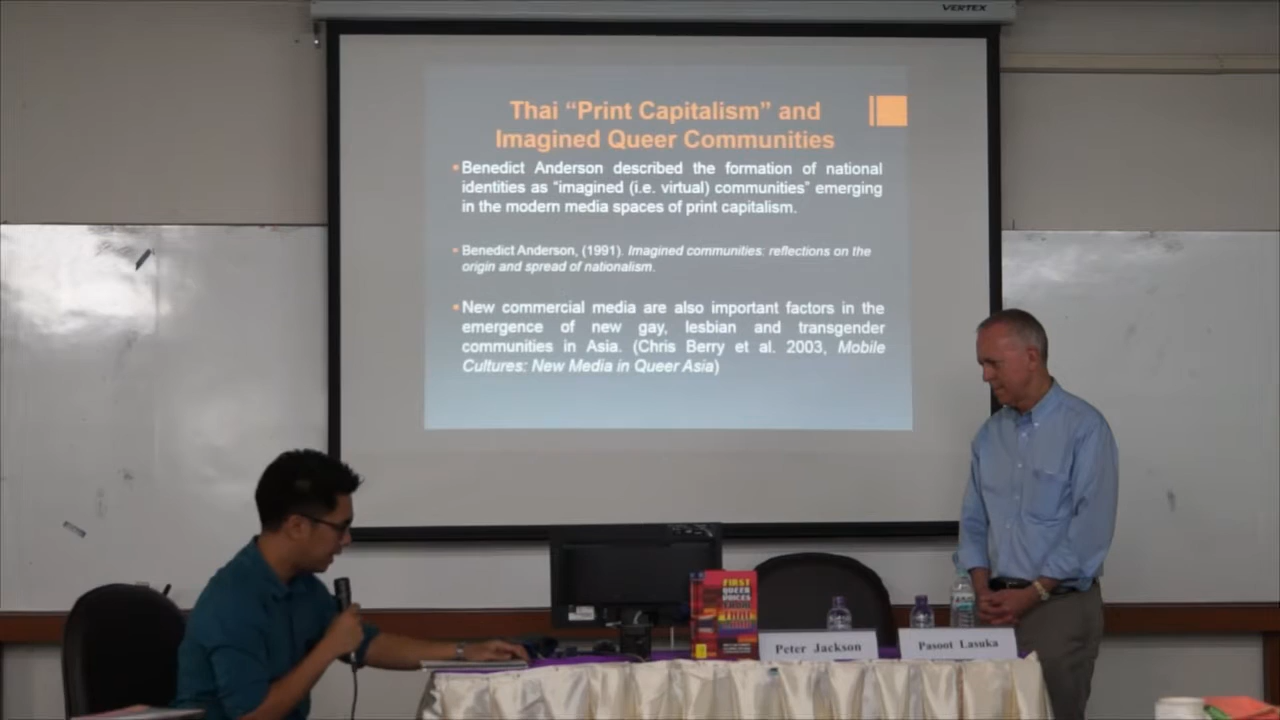 VERTEX
Thai “Print Capitalism” and
Imagined Queer Communities
Benedict Anderson described the formation of national
identities as “imagined (i.e. virtual) communities” emerging
in the modern media spaces of print capitalism.
Benedict Anderson, (1991). Imagined communities: reflections on the
origin and spread of nationalism.
New commercial media are also important factors in the
emergence of new gay, lesbian and transgender
communities in Asia. (Chris Berry et al. 2003, Mobile
Cultures: New Media in Queer Asia)
FIRST
QUEER
VOICES
FROM
THAI
Peter Jackson
Pasoot Lasuka